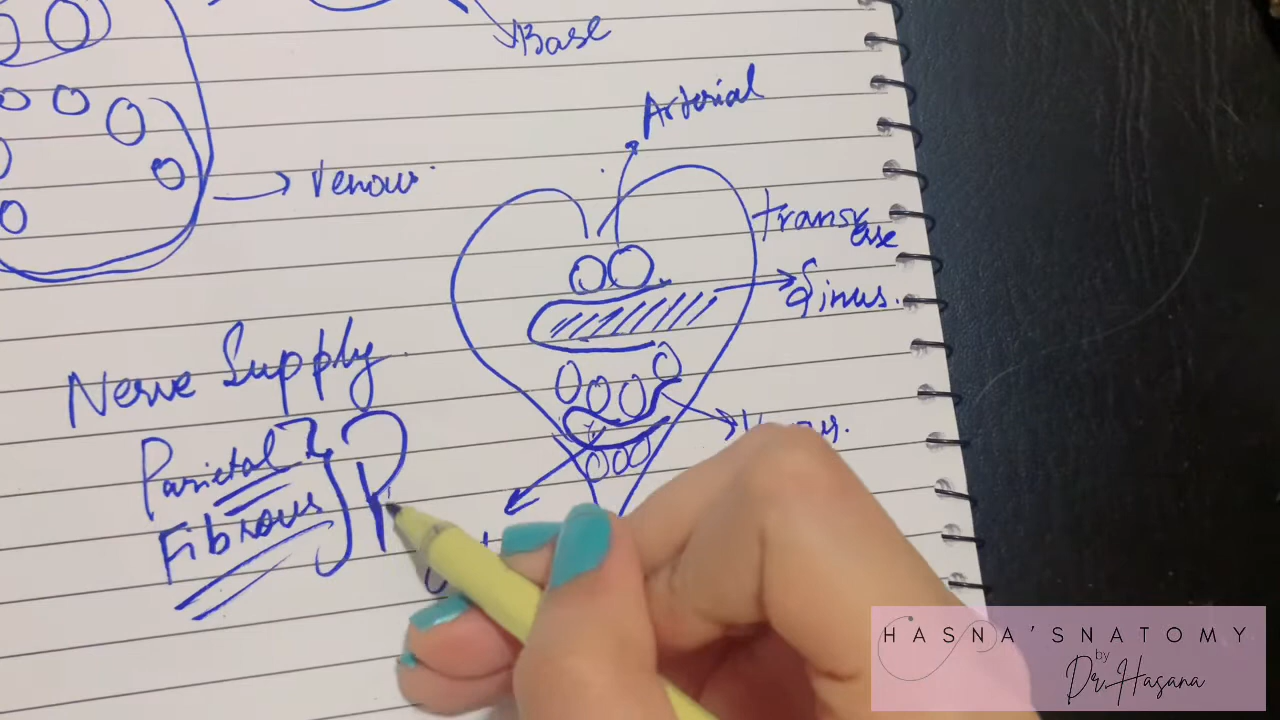 Base
Arterial
Venous
Transverse
Sinus.
Nerve Supply
Parietal
Fibrous
P
HASNA'SNATOMY
by
Dr.Hasana